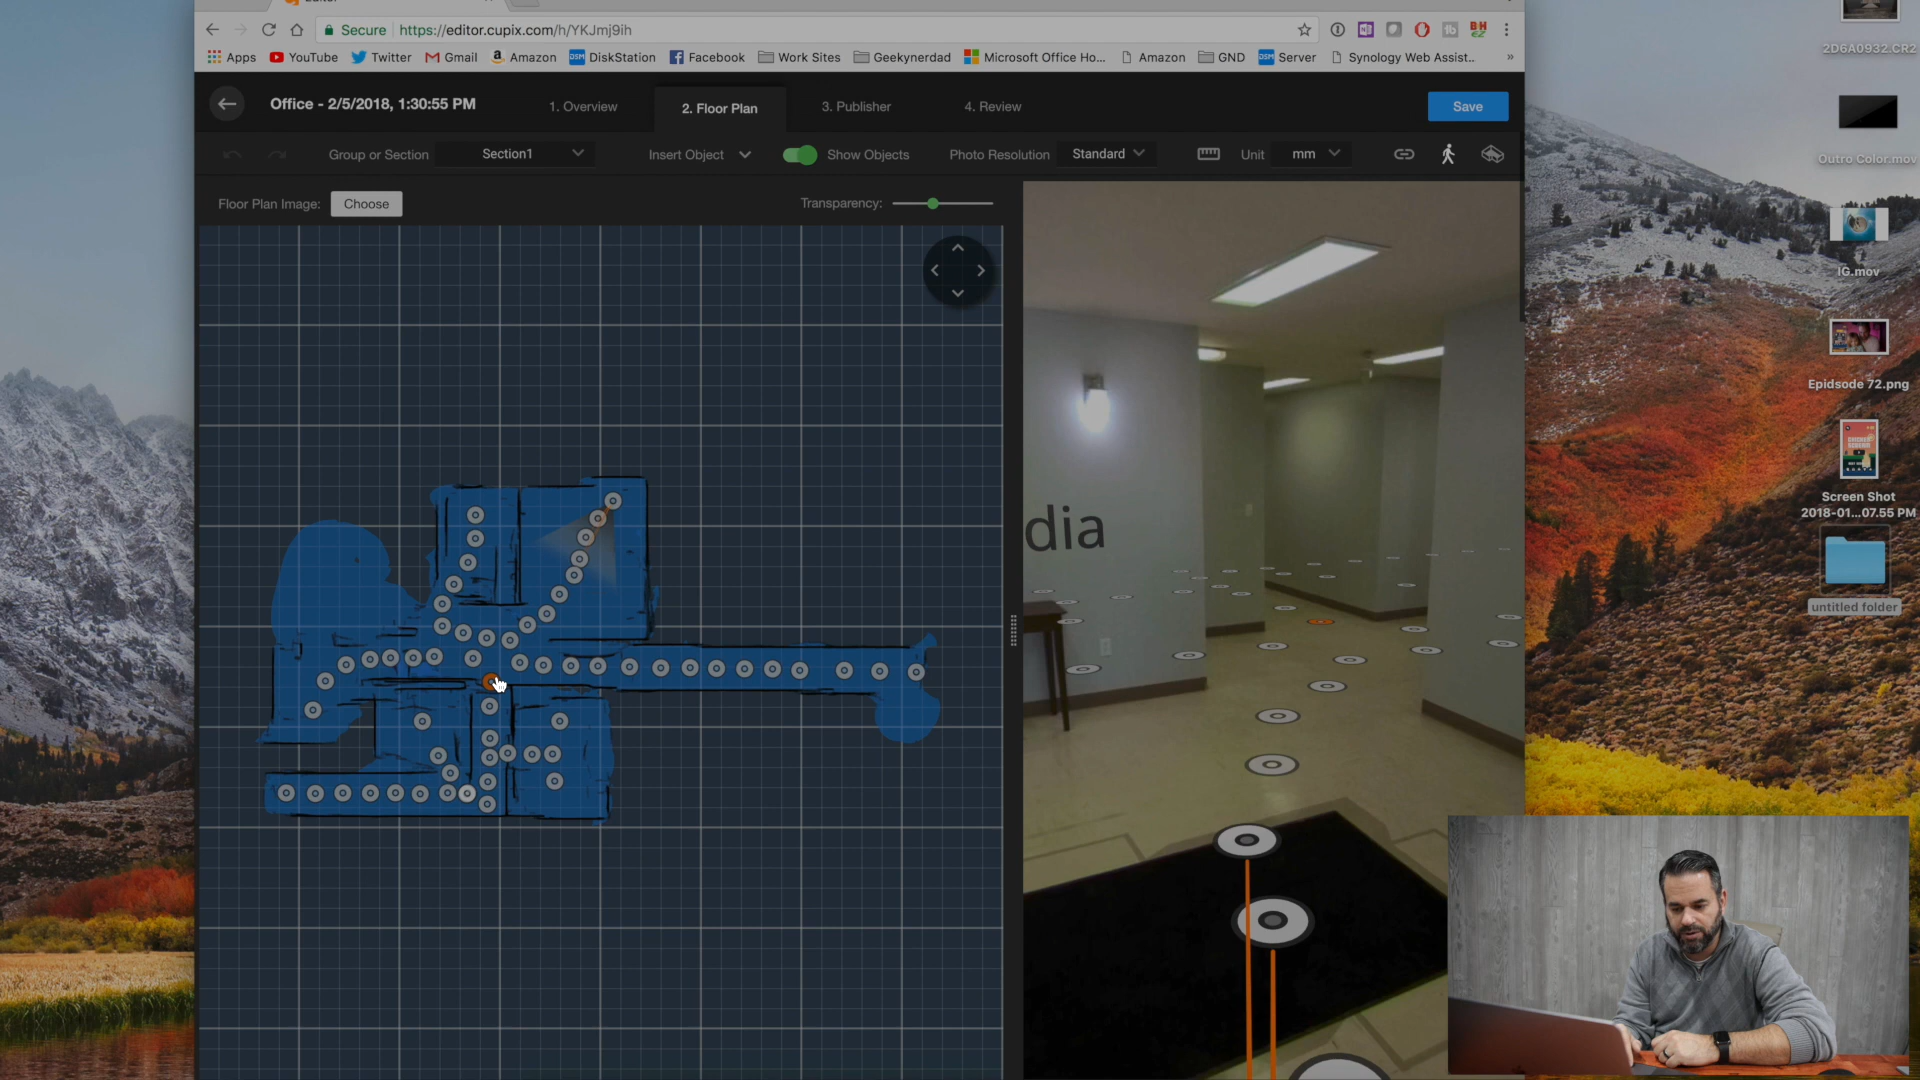 Secure https://editor.cupix.com/h/YKJmj9ih
Apps YouTube Twitter Gmail Amazon DiskStation Facebook Work Sites Geekynerdad Microsoft Office Ho... Amazon GND Server Synology Web Assist.. »
Office - 2/5/2018, 1:30:55 PM 1. Overview 2. Floor Plan 3. Publisher 4. Review Save
Group or Section Section1 Insert Object Show Objects Photo Resolution Standard Unit mm
Floor Plan Image: Choose Transparency:
dia
2D6A0932.CR2
Outro Color.mov
IG.mov
Epidsode 72.png
Screen Shot
2018-01...07.55 PM
untitled folder